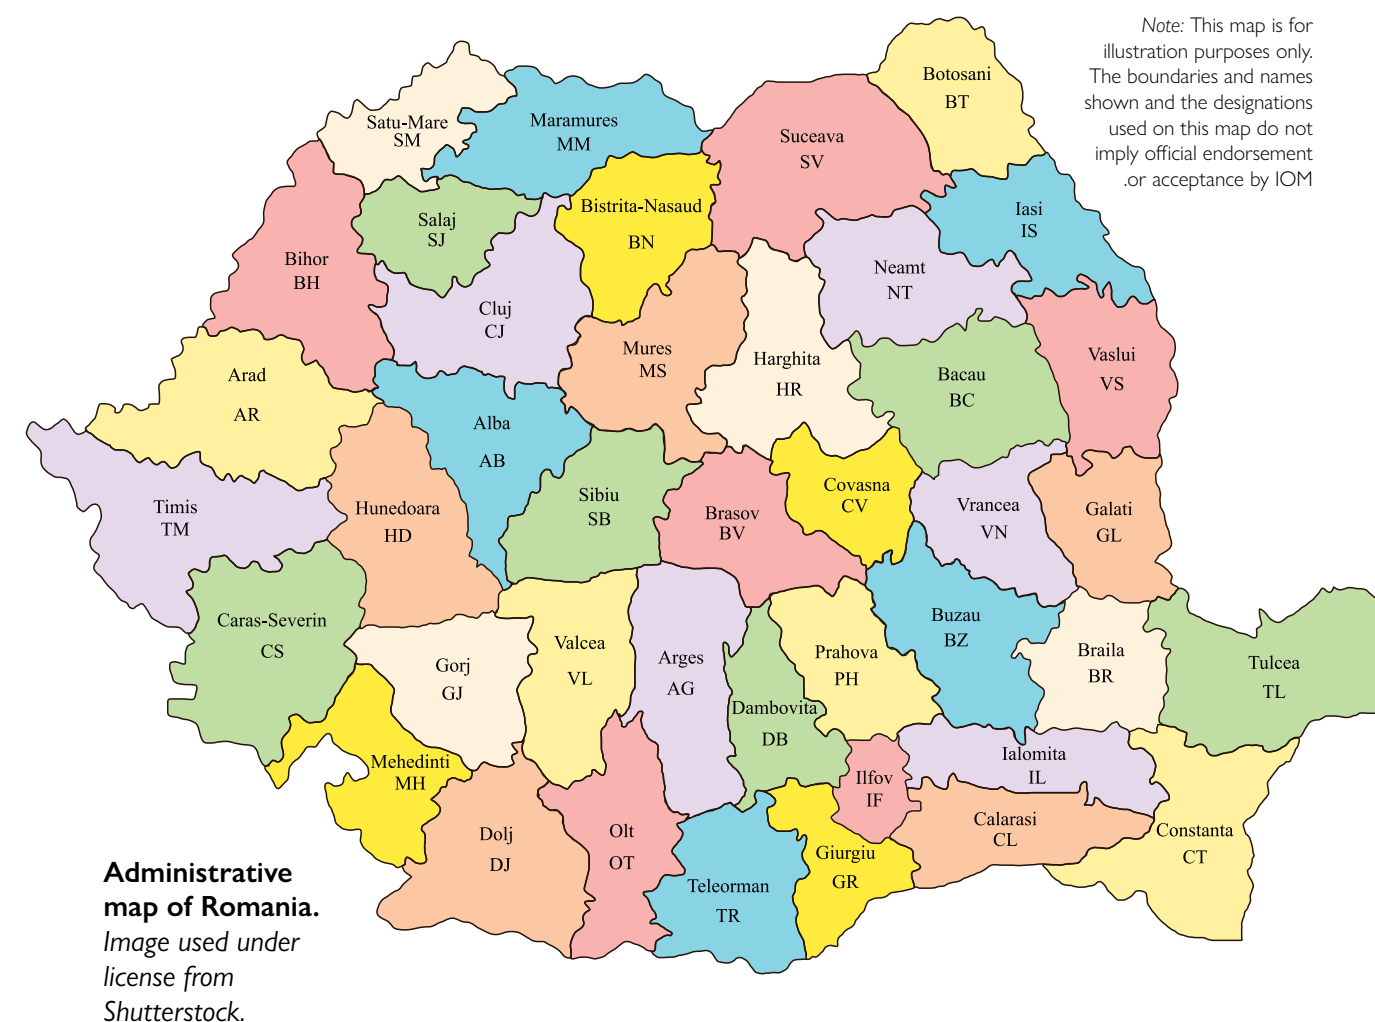 Note: This map is for
illustration purposes only.
The boundaries and names
shown and the designations
used on this map do not
imply official endorsement
.or acceptance by IOM
Botosani
BT
Satu-Mare
SM
Maramures
MM
Suceava
SV
Iasi
IS
Salaj
SJ
Bistrita-Nasaud
BN
Bihor
BH
Cluj
CJ
Neamt
NT
Mures
MS
Harghita
HR
Vaslui
VS
Bacau
BC
Arad
AR
Alba
AB
Timis
TM
Hunedoara
HD
Sibiu
SB
Brasov
BV
Covasna
CV
Vrancea
VN
Galati
GL
Caras-Severin
CS
Gorj
GJ
Valcea
VL
Arges
AG
Dambovita
DB
Prahova
PH
Buzau
BZ
Braila
BR
Tulcea
TL
Mehedinti
MH
Ialomita
IL
Ilfov
IF
Dolj
DJ
Olt
OT
Calarasi
CL
Constanta
CT
Giurgiu
GR
Teleorman
TR
Administrative
map of Romania.
Image used under
license from
Shutterstock.